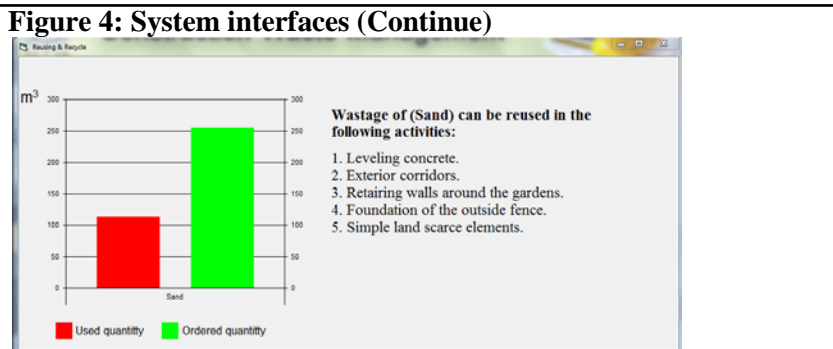 Figure 4: System interfaces (Continue)
Reusing & Recycle
m3
300 300
250 250
200 200
150 150
100 100
50 50
0 0
Sand
Used quantitty Ordered quantitty
Wastage of (Sand) can be reused in the
following activities:
1. Leveling concrete.
2. Exterior corridors.
3. Retairing walls around the gardens.
4. Foundation of the outside fence.
5. Simple land scarce elements.